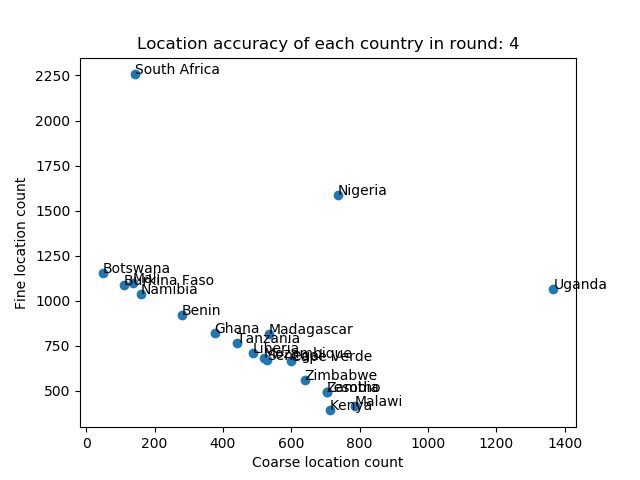 Location accuracy of each country in round: 4
Fine location count
2250
2000
1750
1500
1250
1000
750
500
South Africa
Nigeria
Botswana
Mali
Burkina Faso
Uganda
Namibia
Benin
Ghana
Madagascar
Tanzania
Liberia
Mozambique
Senegal
Cape Verde
Zimbabwe
Zambia
Lesotho
Malawi
Kenya
0 200 400 600 800 1000 1200 1400
Coarse location count